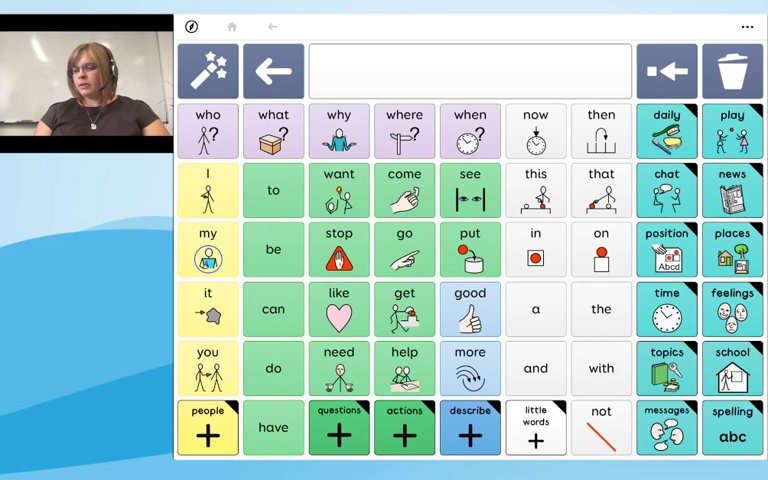 who what why where when now then daily play
I to want come see this that chat news
my be stop go put in on position places
Abcd
it can like get good a the time feelings
you do need help more and with topics school
people have questions actions describe little words not messages spelling
abc